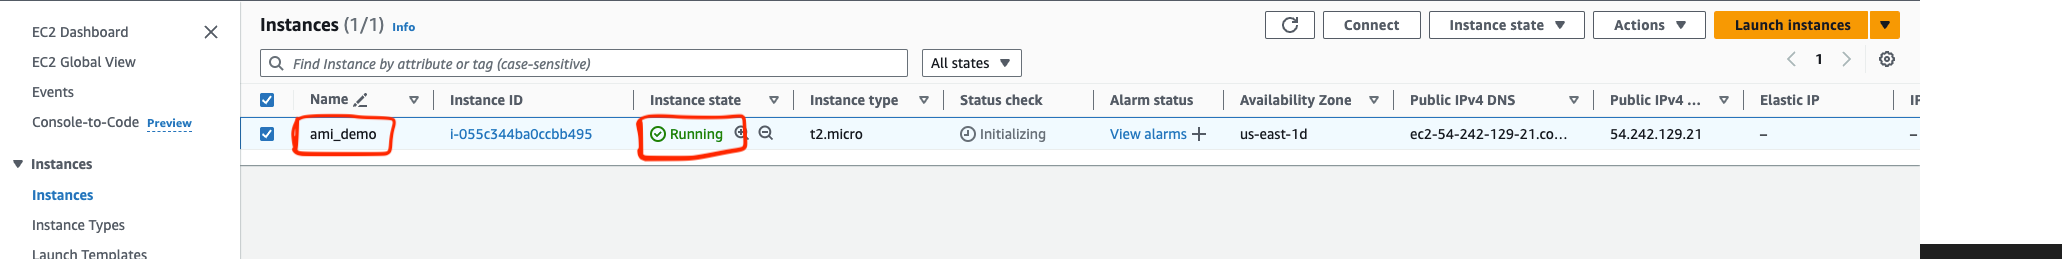 EC2 Dashboard
EC2 Global View
Events
Console-to-Code Preview
Instances
Instances
Instance Types
Launch Templates
Instances (1/1) Info
Connect
Instance state
Actions
Launch instances
Find Instance by attribute or tag (case-sensitive)
All states
1
Name Instance ID Instance state Instance type Status check Alarm status Availability Zone Public IPv4 DNS Public IPv4 ... Elastic IP IP
ami_demo i-055c344ba0ccbb495 Running t2.micro Initializing View alarms + us-east-1d ec2-54-242-129-21.co... 54.242.129.21 – –